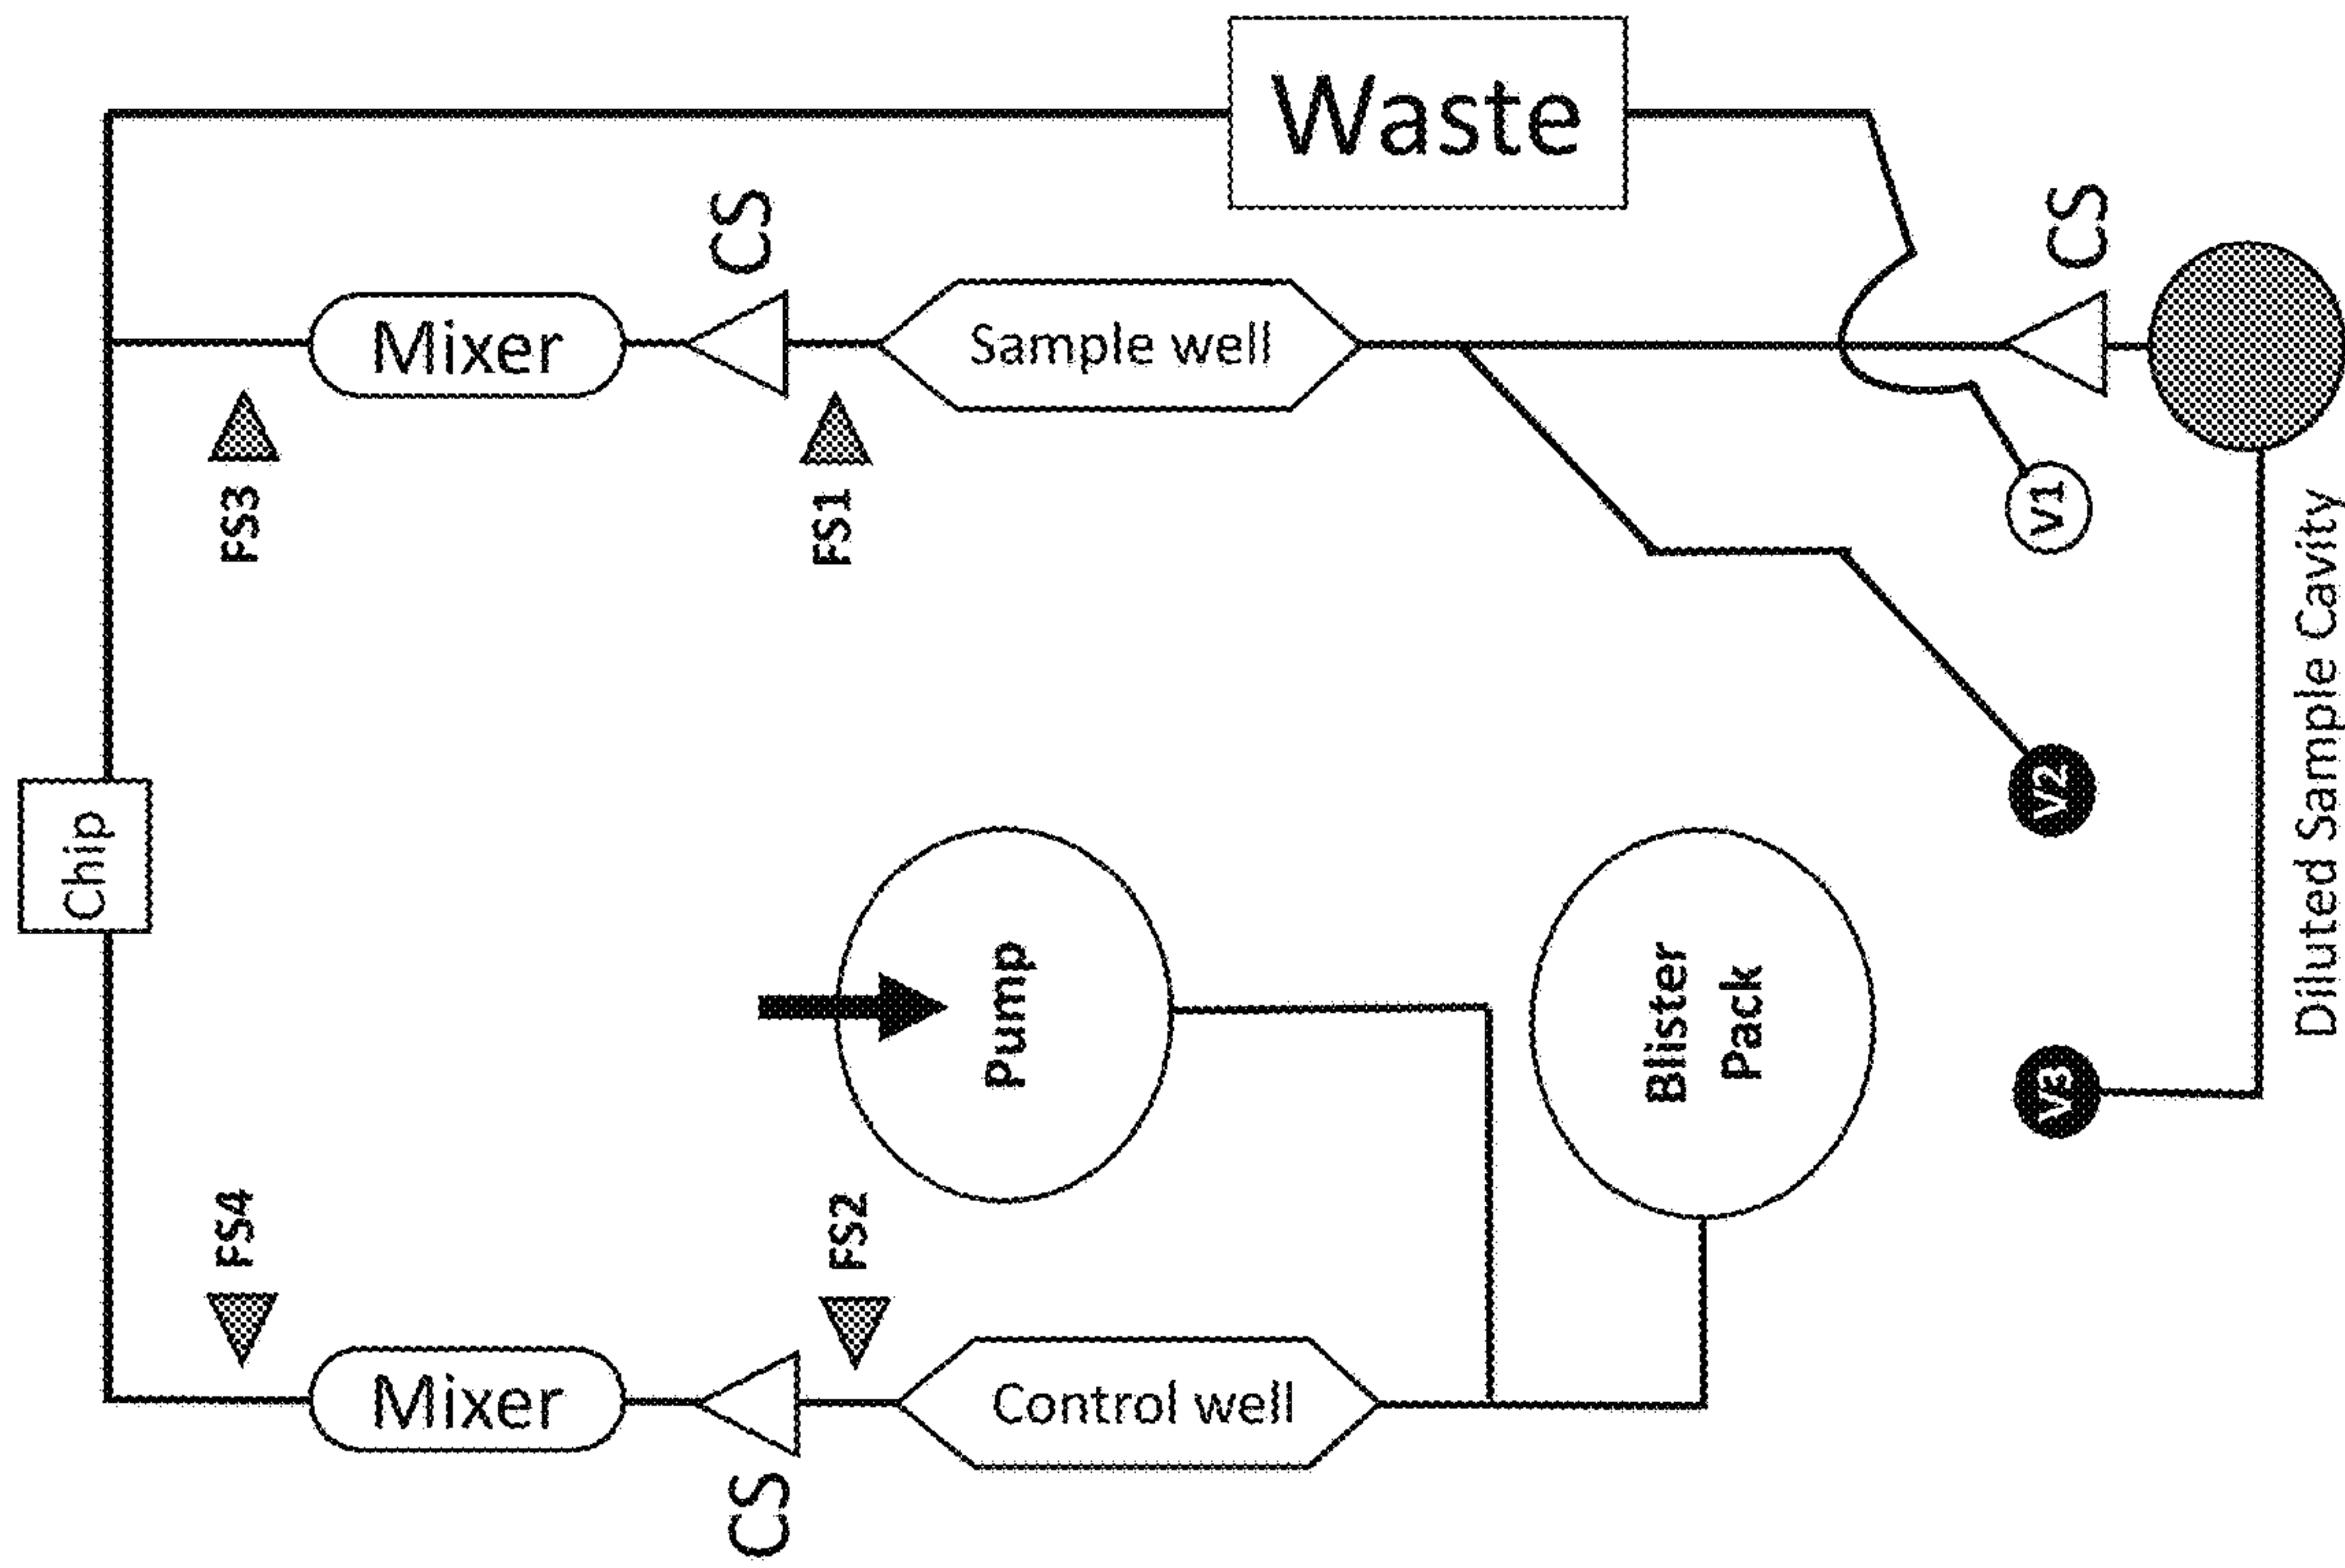 Waste
CS
CS
Mixer
Sample well
FS3
FS1
V1
Chip
V2
Diluted Sample Cavity
Pump
Blister
Pack
V3
FS4
FS2
Mixer
Control well
CS